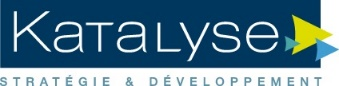 KATALYSE
STRATÉGIE & DÉVELOPPEMENT